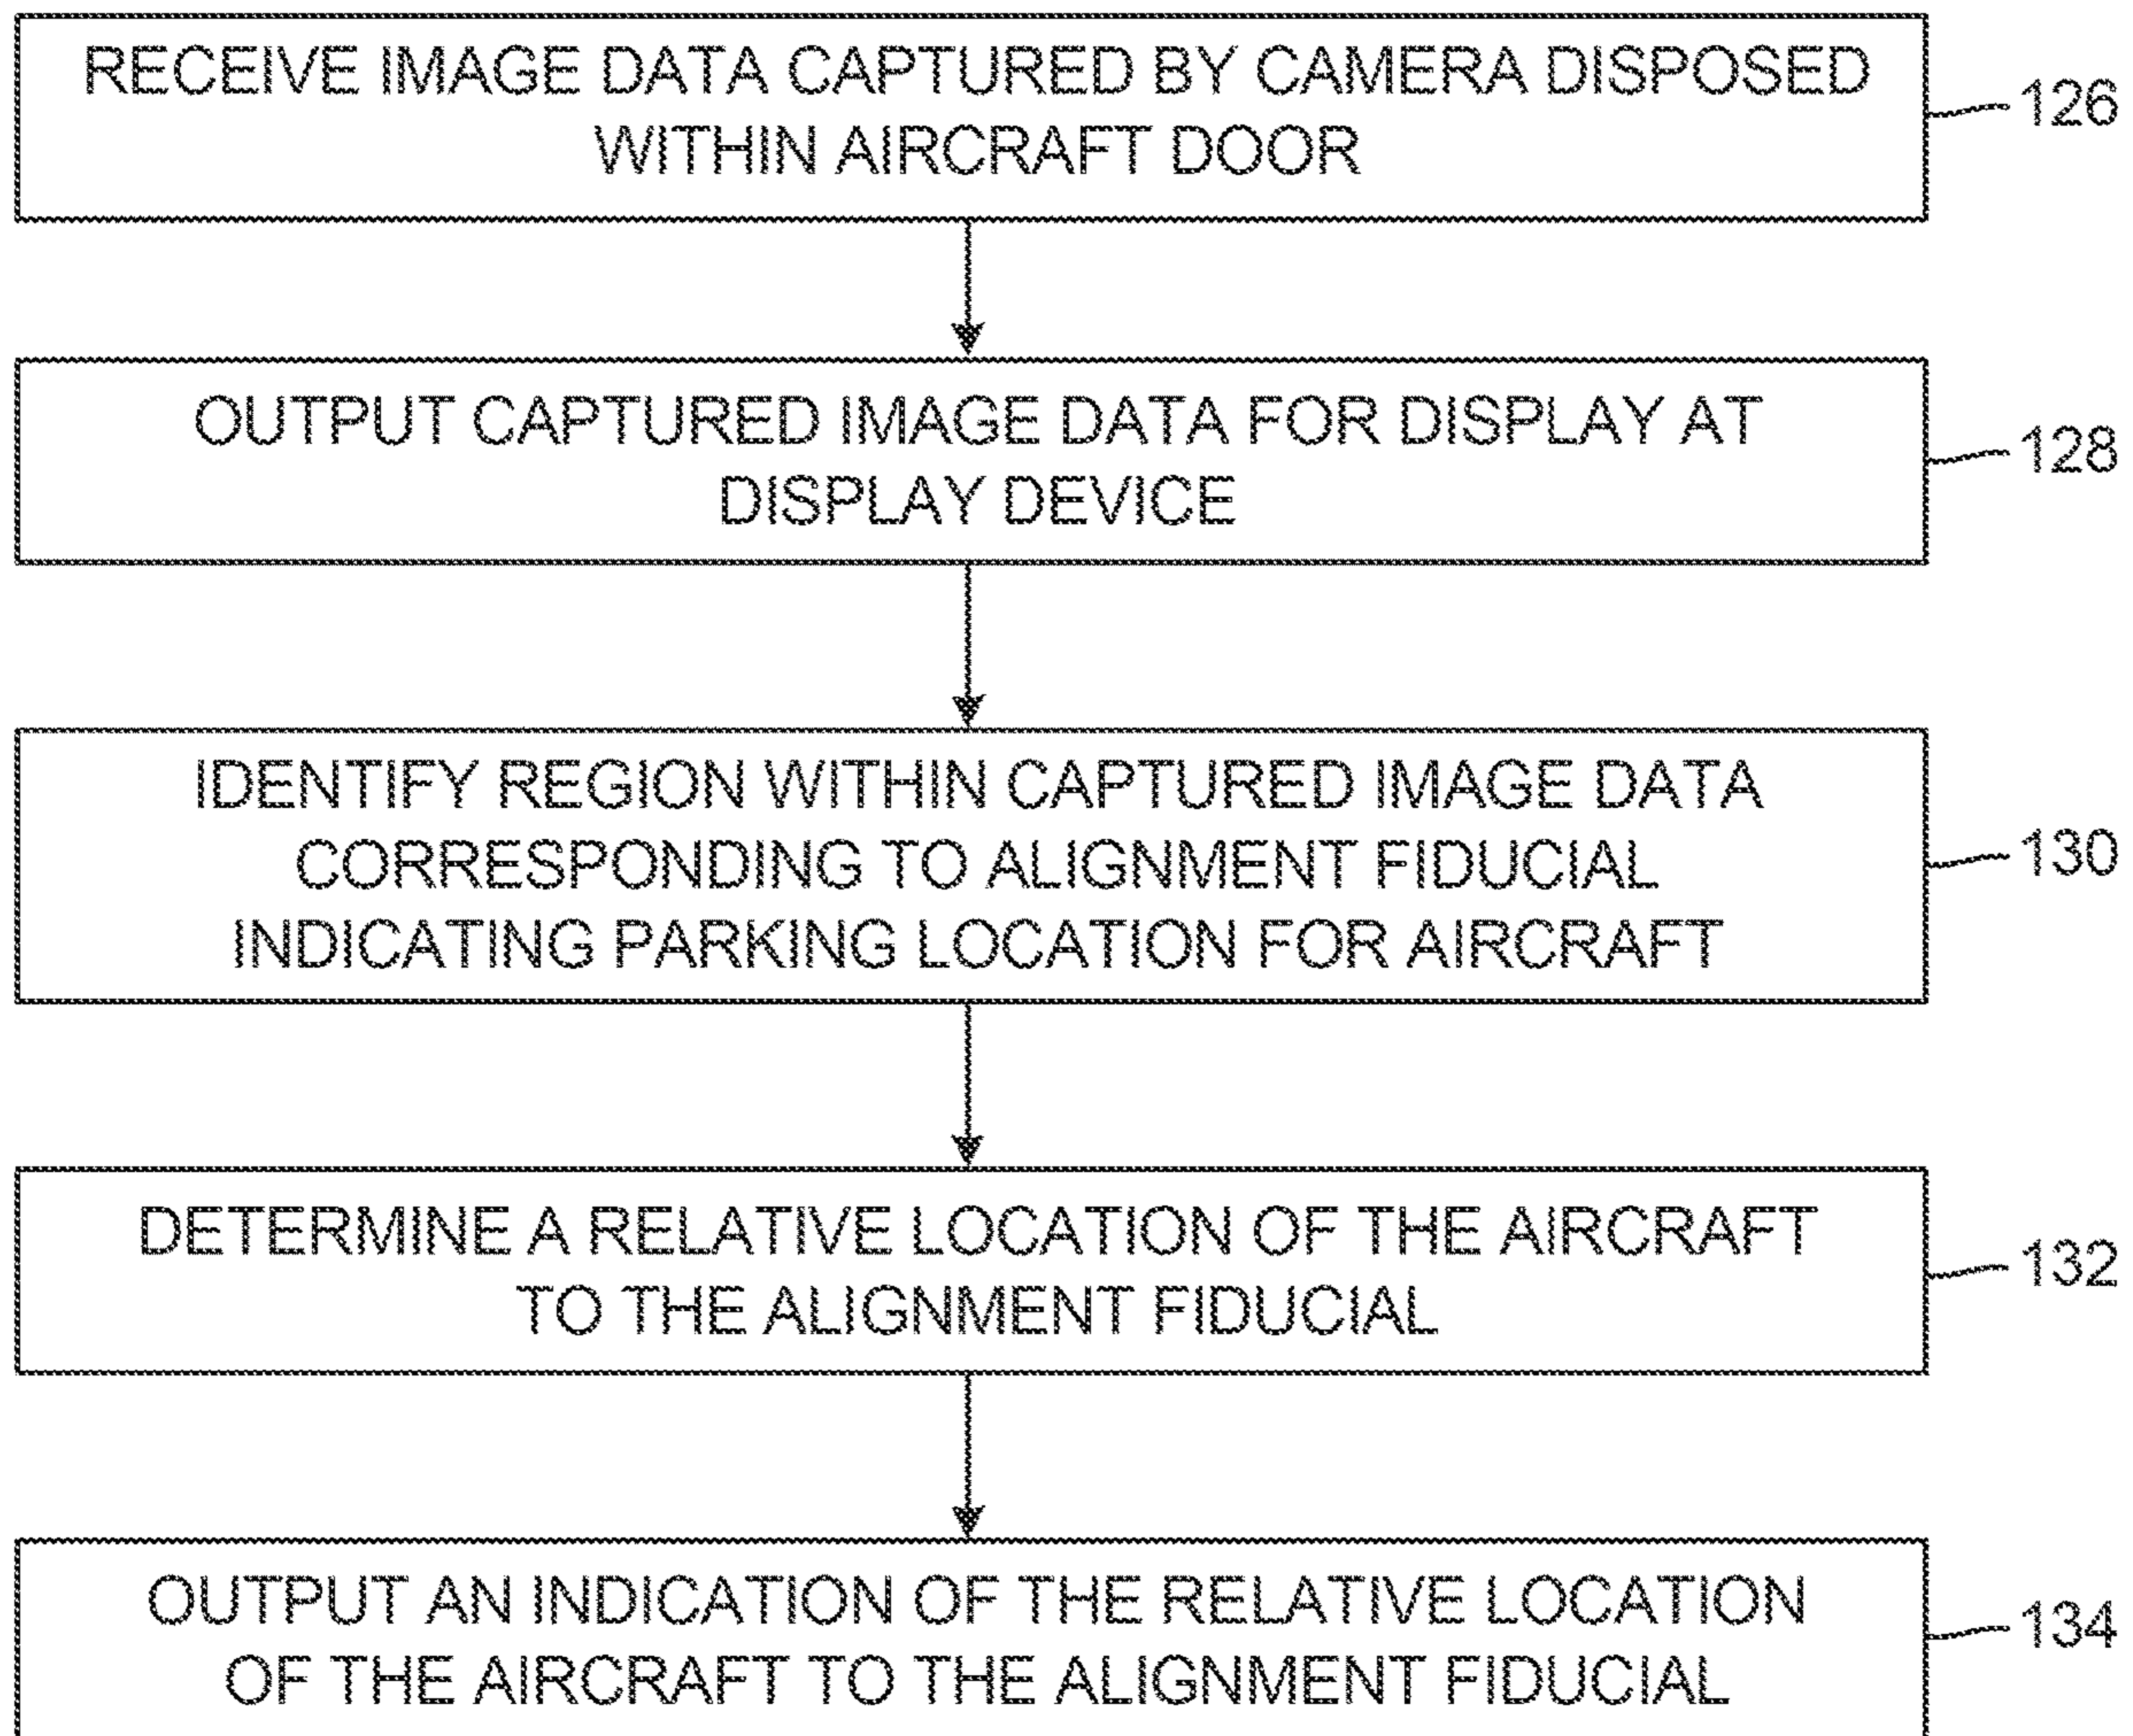 RECEIVE IMAGE DATA CAPTURED BY CAMERA DISPOSED
WITHIN AIRCRAFT DOOR
126
OUTPUT CAPTURED IMAGE DATA FOR DISPLAY AT
DISPLAY DEVICE
128
IDENTIFY REGION WITHIN CAPTURED IMAGE DATA
CORRESPONDING TO ALIGNMENT FIDUCIAL
INDICATING PARKING LOCATION FOR AIRCRAFT
130
DETERMINE A RELATIVE LOCATION OF THE AIRCRAFT
TO THE ALIGNMENT FIDUCIAL
132
OUTPUT AN INDICATION OF THE RELATIVE LOCATION
OF THE AIRCRAFT TO THE ALIGNMENT FIDUCIAL
134